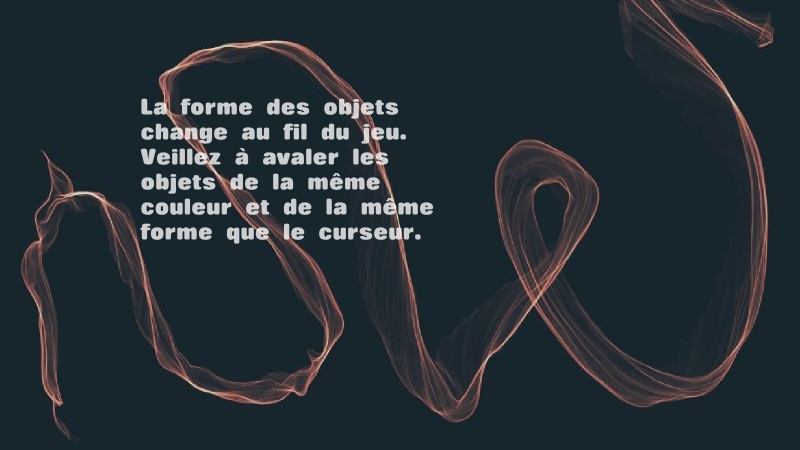 La forme des objets
change au fil du jeu.
Veillez à avaler les
objets de la même
couleur et de la même
forme que le curseur.